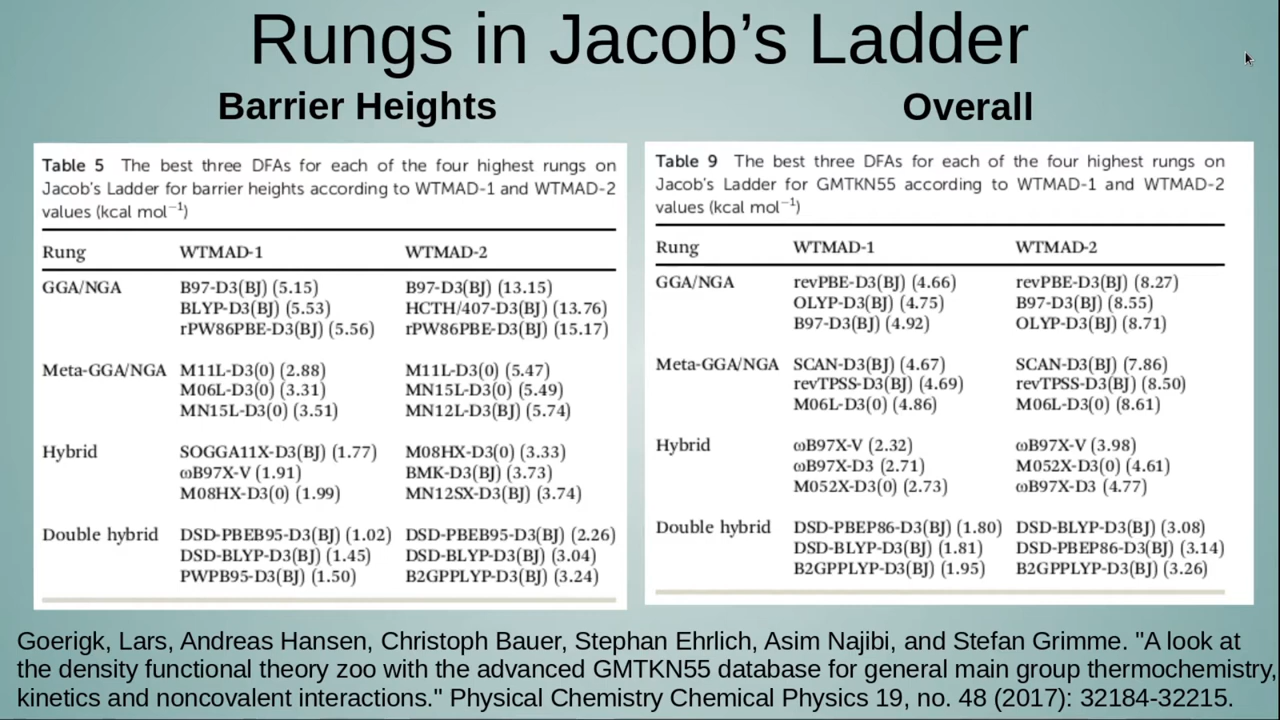 Rungs in Jacob's Ladder
Barrier Heights
Table 5 The best three DFAs for each of the four highest rungs on
Jacob's Ladder for barrier heights according to WTMAD-1 and WTMAD-2
values (kcal mol⁻¹)
Rung WTMAD-1 WTMAD-2
GGA/NGA B97-D3(BJ) (5.15) B97-D3(BJ) (13.15)
BLYP-D3(BJ) (5.53) HCTH/407-D3(BJ) (13.76)
rPW86PBE-D3(BJ) (5.56) rPW86PBE-D3(BJ) (15.17)
Meta-GGA/NGA M11L-D3(0) (2.88) M11L-D3(0) (5.47)
M06L-D3(0) (3.31) MN15L-D3(0) (5.49)
MN15L-D3(0) (3.51) MN12L-D3(BJ) (5.74)
Hybrid SOGGA11X-D3(BJ) (1.77) M08HX-D3(0) (3.33)
ωB97X-V (1.91) BMK-D3(BJ) (3.73)
M08HX-D3(0) (1.99) MN12SX-D3(BJ) (3.74)
Double hybrid DSD-PBEB95-D3(BJ) (1.02) DSD-PBEB95-D3(BJ) (2.26)
DSD-BLYP-D3(BJ) (1.45) DSD-BLYP-D3(BJ) (3.04)
PWPB95-D3(BJ) (1.50) B2GPPLYP-D3(BJ) (3.24)
Overall
Table 9 The best three DFAs for each of the four highest rungs on
Jacob's Ladder for GMTKN55 according to WTMAD-1 and WTMAD-2
values (kcal mol⁻¹)
Rung WTMAD-1 WTMAD-2
GGA/NGA revPBE-D3(BJ) (4.66) revPBE-D3(BJ) (8.27)
OLYP-D3(BJ) (4.75) B97-D3(BJ) (8.55)
B97-D3(BJ) (4.92) OLYP-D3(BJ) (8.71)
Meta-GGA/NGA SCAN-D3(BJ) (4.67) SCAN-D3(BJ) (7.86)
revTPSS-D3(BJ) (4.69) revTPSS-D3(BJ) (8.50)
M06L-D3(0) (4.86) M06L-D3(0) (8.61)
Hybrid ωB97X-V (2.32) ωB97X-V (3.98)
ωB97X-D3 (2.71) M052X-D3(0) (4.61)
M052X-D3(0) (2.73) ωB97X-D3 (4.77)
Double hybrid DSD-PBEP86-D3(BJ) (1.80) DSD-BLYP-D3(BJ) (3.08)
DSD-BLYP-D3(BJ) (1.81) DSD-PBEP86-D3(BJ) (3.14)
B2GPPLYP-D3(BJ) (1.95) B2GPPLYP-D3(BJ) (3.26)
Goerigk, Lars, Andreas Hansen, Christoph Bauer, Stephan Ehrlich, Asim Najibi, and Stefan Grimme. "A look at
the density functional theory zoo with the advanced GMTKN55 database for general main group thermochemistry,
kinetics and noncovalent interactions." Physical Chemistry Chemical Physics 19, no. 48 (2017): 32184-32215.